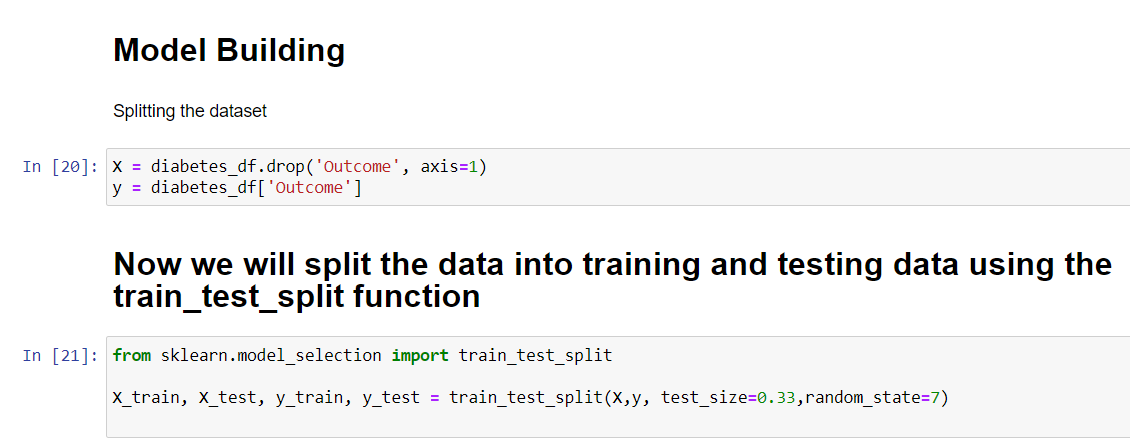 Model Building
Splitting the dataset
In [20]: X = diabetes_df.drop('Outcome', axis=1)
y = diabetes_df['Outcome']
Now we will split the data into training and testing data using the
train_test_split function
In [21]: from sklearn.model_selection import train_test_split
X_train, X_test, y_train, y_test = train_test_split(X,y, test_size=0.33,random_state=7)